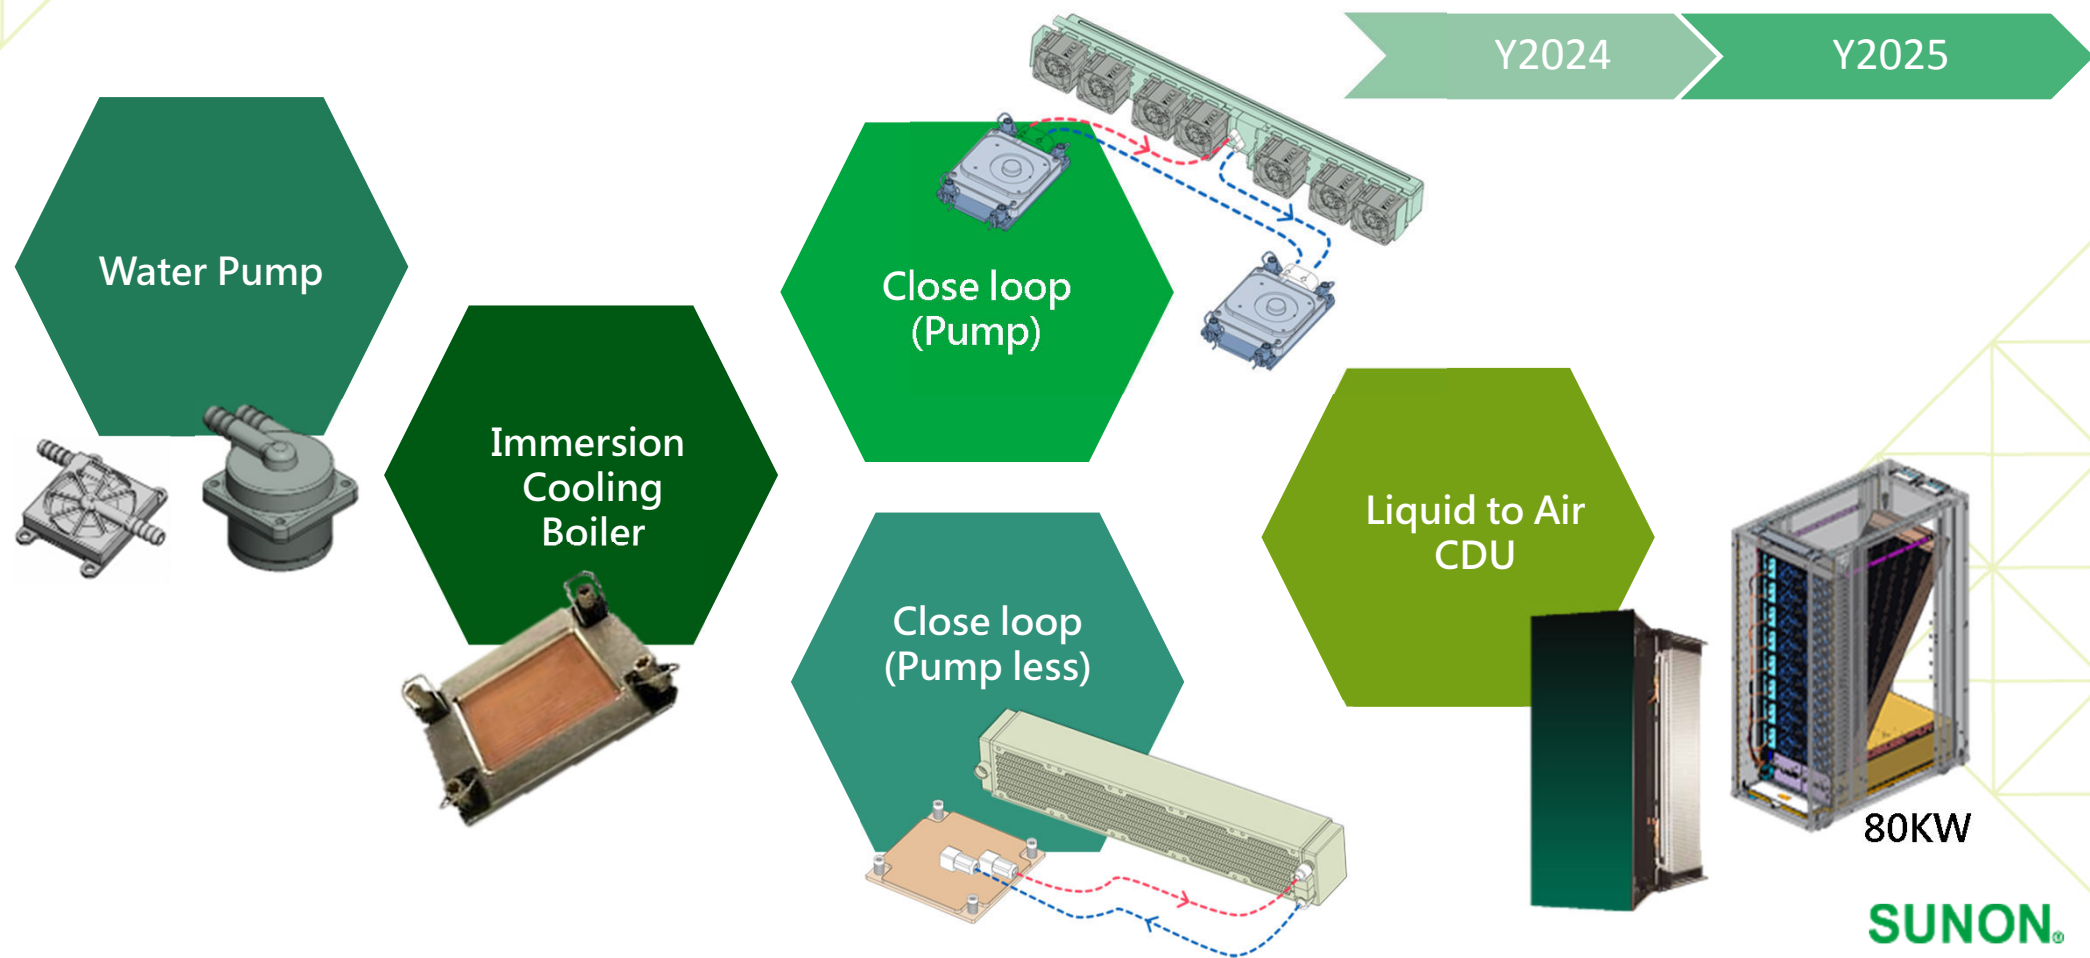 Y2024
Y2025
Water Pump
Close loop
(Pump)
Immersion
Cooling
Boiler
Liquid to Air
CDU
Close loop
(Pump less)
80KW
SUNON®